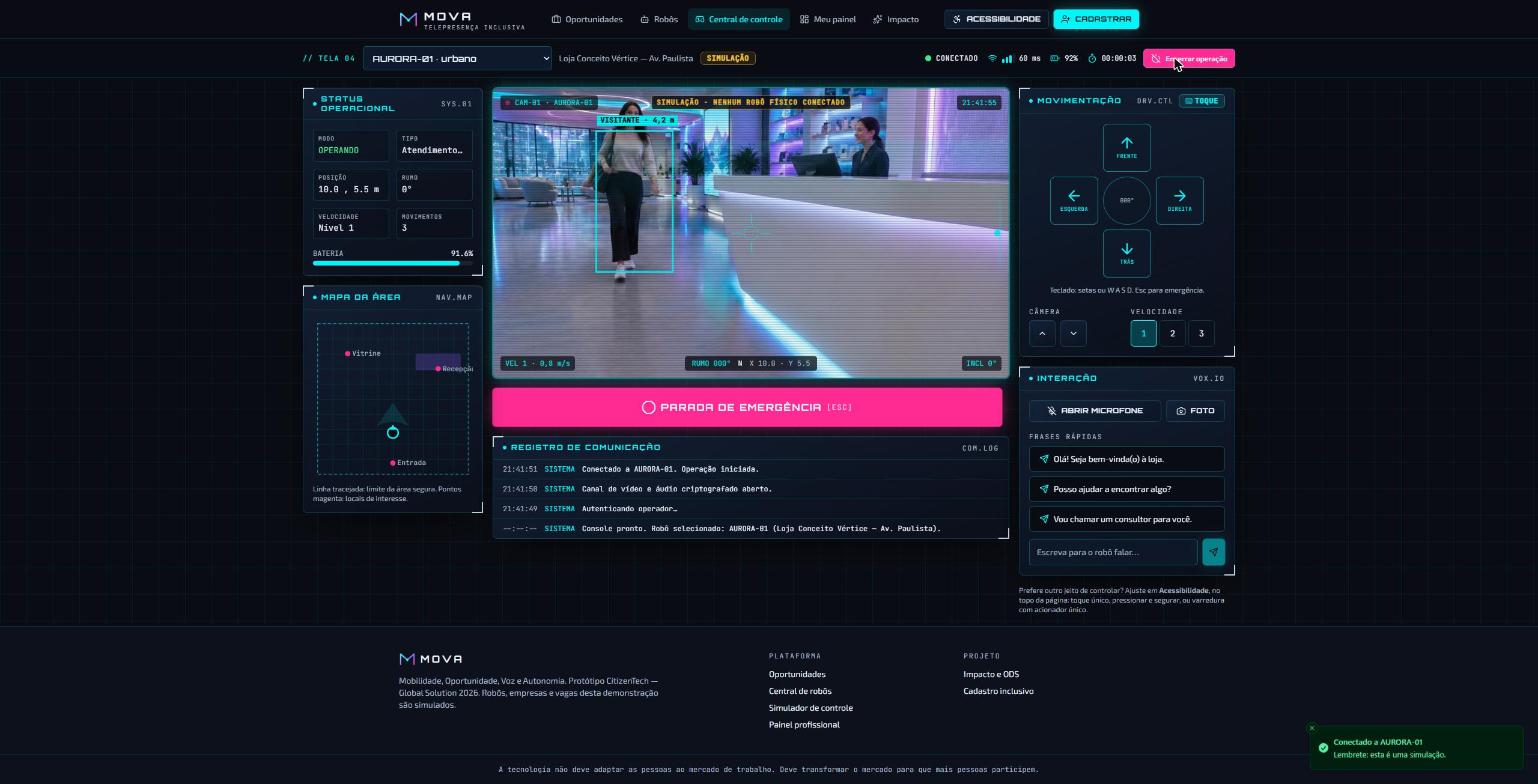 MOVA
TELEPRESENÇA INCLUSIVA
Oportunidades
Robôs
Central de controle
Meu painel
Impacto
ACESSIBILIDADE
CADASTRAR
// TELA 04
AURORA-01 · urbano
Loja Conceito Vértice — Av. Paulista
SIMULAÇÃO
CONECTADO
60 ms
92%
00:00:03
operação
STATUS OPERACIONAL
SYS.01
MODO
OPERANDO
TIPO
Atendimento…
POSIÇÃO
10.0 , 5.5 m
RUMO
0°
VELOCIDADE
Nível 1
MOVIMENTOS
3
BATERIA
91.6%
MAPA DA ÁREA
NAV.MAP
Vitrine
Entrada
Linha tracejada: limite da área segura. Pontos
magenta: locais de interesse.
CAM-01 · AURORA-01
SIMULAÇÃO · NENHUM ROBÔ FÍSICO CONECTADO
21:41:55
VISITANTE · 4,2 m
VEL 1 · 0,8 m/s
RUMO 000° N X 10.0 · Y 5.5
INCL 0°
PARADA DE EMERGÊNCIA [ESC]
REGISTRO DE COMUNICAÇÃO
COM.LOG
21:41:51 SISTEMA Conectado a AURORA-01. Operação iniciada.
21:41:50 SISTEMA Canal de vídeo e áudio criptografado aberto.
21:41:49 SISTEMA Autenticando operador…
--:--:-- SISTEMA Console pronto. Robô selecionado: AURORA-01 (Loja Conceito Vértice — Av. Paulista).
MOVIMENTAÇÃO
DRV.CTL
TOQUE
FRENTE
ESQUERDA
000°
DIREITA
TRÁS
Teclado: setas ou W A S D. Esc para emergência.
CÂMERA
VELOCIDADE
1
2
3
INTERAÇÃO
VOX.IO
ABRIR MICROFONE
FOTO
FRASES RÁPIDAS
Olá! Seja bem-vinda(o) à loja.
Posso ajudar a encontrar algo?
Vou chamar um consultor para você.
Escreva para o robô falar…
Prefere outro jeito de controlar? Ajuste em Acessibilidade, no
topo da página: toque único, pressionar e segurar, ou varredura
com acionador único.
MOVA
Mobilidade, Oportunidade, Voz e Autonomia. Protótipo CitizenTech —
Global Solution 2026. Robôs, empresas e vagas desta demonstração
são simulados.
PLATAFORMA
Oportunidades
Central de robôs
Simulador de controle
Painel profissional
PROJETO
Impacto e ODS
Cadastro inclusivo
Conectado a AURORA-01
Lembrete: esta é uma simulação.
A tecnologia não deve adaptar as pessoas ao mercado de trabalho. Deve transformar o mercado para que mais pessoas participem.